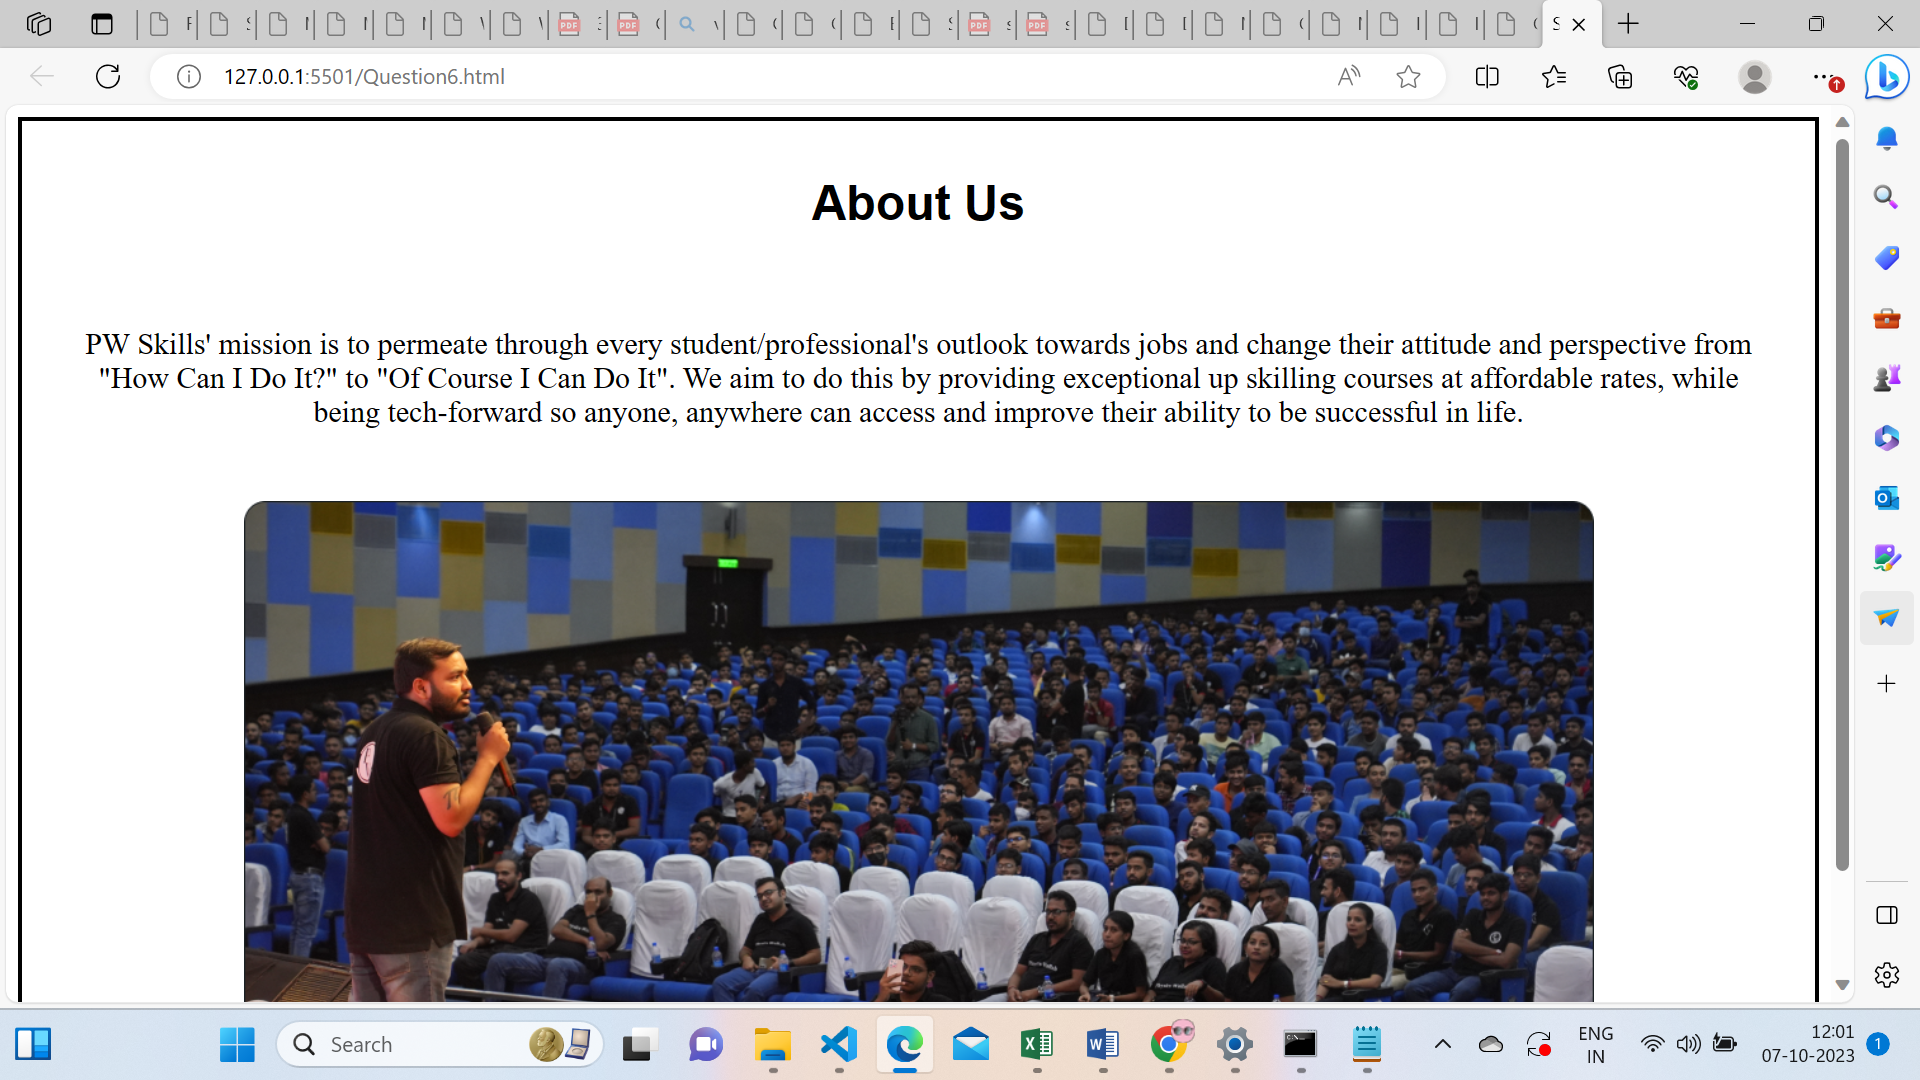 127.0.0.1:5501/Question6.html
About Us
PW Skills' mission is to permeate through every student/professional's outlook towards jobs and change their attitude and perspective from
"How Can I Do It?" to "Of Course I Can Do It". We aim to do this by providing exceptional up skilling courses at affordable rates, while
being tech-forward so anyone, anywhere can access and improve their ability to be successful in life.
Search
ENG
IN
12:01
07-10-2023
1